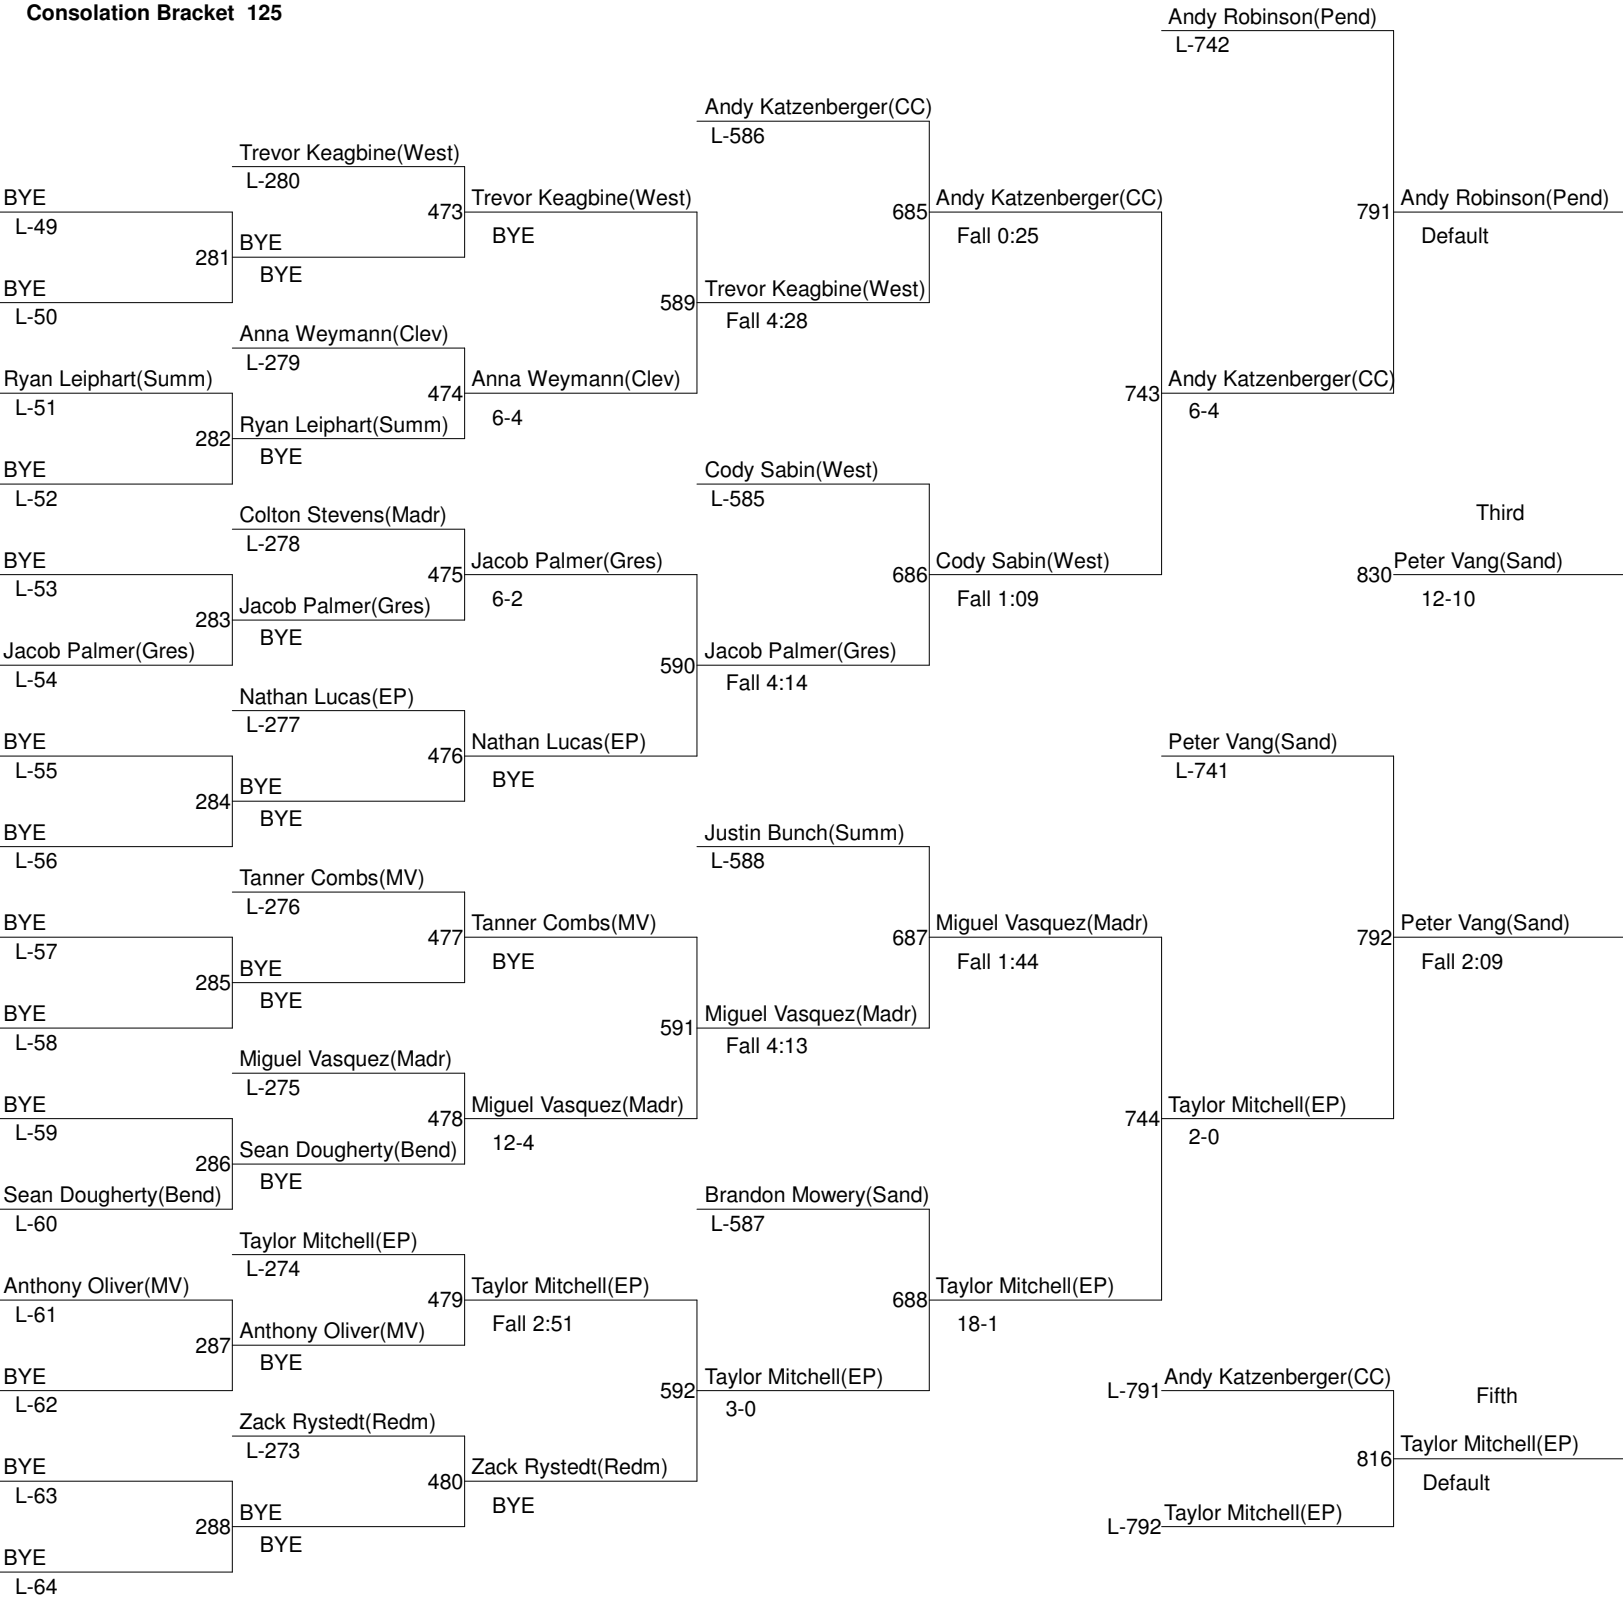 Consolation Bracket 125
Andy Robinson(Pend)
L-742
Andy Katzenberger(CC)
L-586
Trevor Keagbine(West)
L-280
BYE
L-49
473
Trevor Keagbine(West)
BYE
685
Andy Katzenberger(CC)
Fall 0:25
791
Andy Robinson(Pend)
Default
281
BYE
BYE
BYE
L-50
589
Trevor Keagbine(West)
Fall 4:28
Anna Weymann(Clev)
L-279
Ryan Leiphart(Summ)
L-51
474
Anna Weymann(Clev)
6-4
743
Andy Katzenberger(CC)
6-4
282
Ryan Leiphart(Summ)
BYE
BYE
L-52
Cody Sabin(West)
L-585
Colton Stevens(Madr)
L-278
Third
BYE
L-53
475
Jacob Palmer(Gres)
6-2
686
Cody Sabin(West)
Fall 1:09
830
Peter Vang(Sand)
12-10
283
Jacob Palmer(Gres)
BYE
Jacob Palmer(Gres)
L-54
590
Jacob Palmer(Gres)
Fall 4:14
Nathan Lucas(EP)
L-277
BYE
L-55
476
Nathan Lucas(EP)
BYE
Peter Vang(Sand)
L-741
284
BYE
BYE
BYE
L-56
Justin Bunch(Summ)
L-588
Tanner Combs(MV)
L-276
BYE
L-57
477
Tanner Combs(MV)
BYE
687
Miguel Vasquez(Madr)
Fall 1:44
792
Peter Vang(Sand)
Fall 2:09
285
BYE
BYE
BYE
L-58
591
Miguel Vasquez(Madr)
Fall 4:13
Miguel Vasquez(Madr)
L-275
BYE
L-59
478
Miguel Vasquez(Madr)
12-4
744
Taylor Mitchell(EP)
2-0
286
Sean Dougherty(Bend)
BYE
Sean Dougherty(Bend)
L-60
Brandon Mowery(Sand)
L-587
Taylor Mitchell(EP)
L-274
Anthony Oliver(MV)
L-61
479
Taylor Mitchell(EP)
Fall 2:51
688
Taylor Mitchell(EP)
18-1
287
Anthony Oliver(MV)
BYE
BYE
L-62
592
Taylor Mitchell(EP)
3-0
L-791
Andy Katzenberger(CC)
Fifth
Zack Rystedt(Redm)
L-273
BYE
L-63
480
Zack Rystedt(Redm)
BYE
816
Taylor Mitchell(EP)
Default
288
BYE
BYE
L-792
Taylor Mitchell(EP)
BYE
L-64